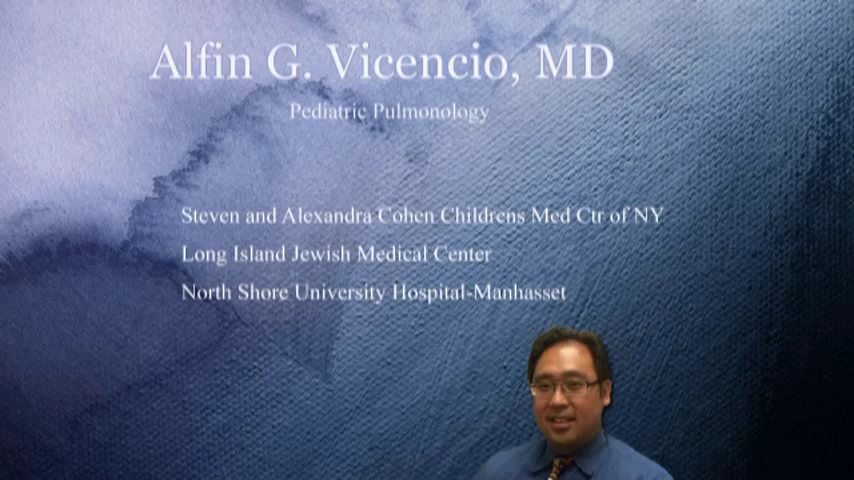 Alfin G. Vicencio, MD
Pediatric Pulmonology
Steven and Alexandra Cohen Childrens Med Ctr of NY
Long Island Jewish Medical Center
North Shore University Hospital-Manhasset